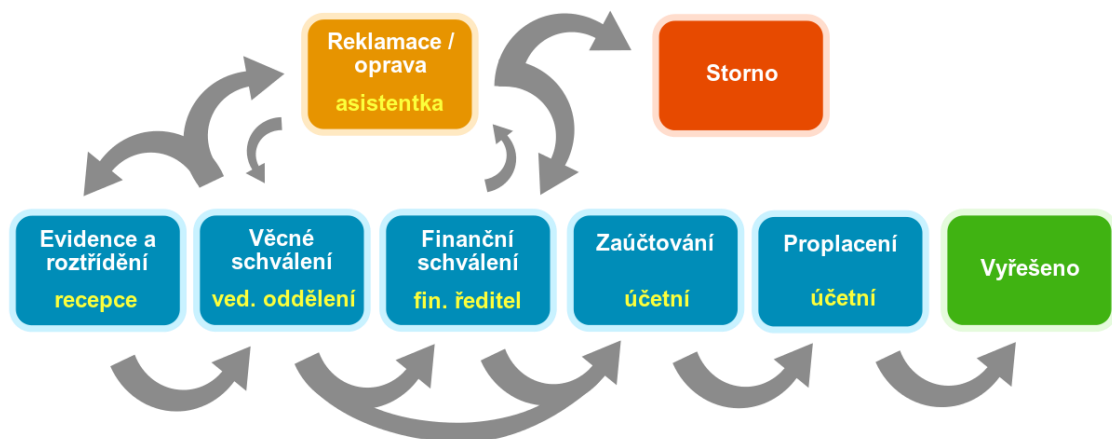 Reklamace /
oprava
asistentka
Storno
Evidence a
roztřídění
recepce
Věcné
schválení
ved. oddělení
Finanční
schválení
fin. ředitel
Zaúčtování
účetní
Proplacení
účetní
Vyřešeno